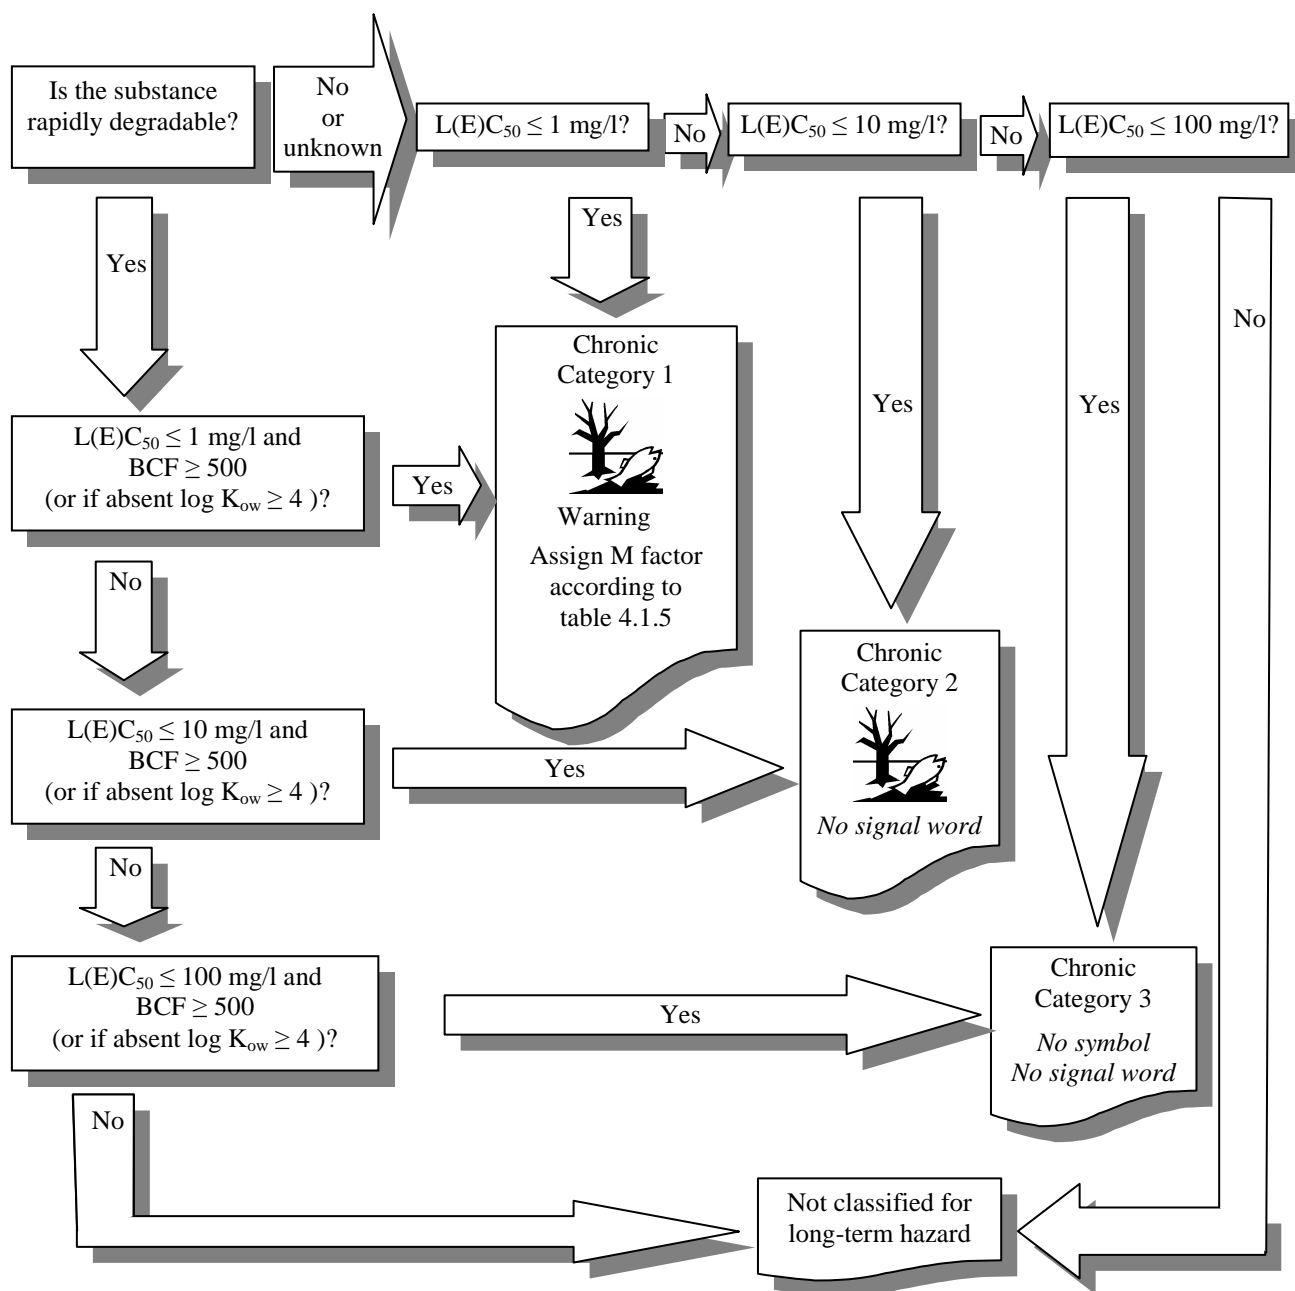 Is the substance
rapidly degradable?
No
or
unknown
L(E)C₅₀ ≤ 1 mg/l?
No
L(E)C₅₀ ≤ 10 mg/l?
No
L(E)C₅₀ ≤ 100 mg/l?
Yes
Yes
Yes
Yes
No
L(E)C₅₀ ≤ 1 mg/l and
BCF ≥ 500
(or if absent log Kₒw ≥ 4 )?
Yes
Chronic
Category 1
Warning
Assign M factor
according to
table 4.1.5
No
L(E)C₅₀ ≤ 10 mg/l and
BCF ≥ 500
(or if absent log Kₒw ≥ 4 )?
Yes
Chronic
Category 2
No signal word
No
L(E)C₅₀ ≤ 100 mg/l and
BCF ≥ 500
(or if absent log Kₒw ≥ 4 )?
Yes
Chronic
Category 3
No symbol
No signal word
No
Not classified for
long-term hazard